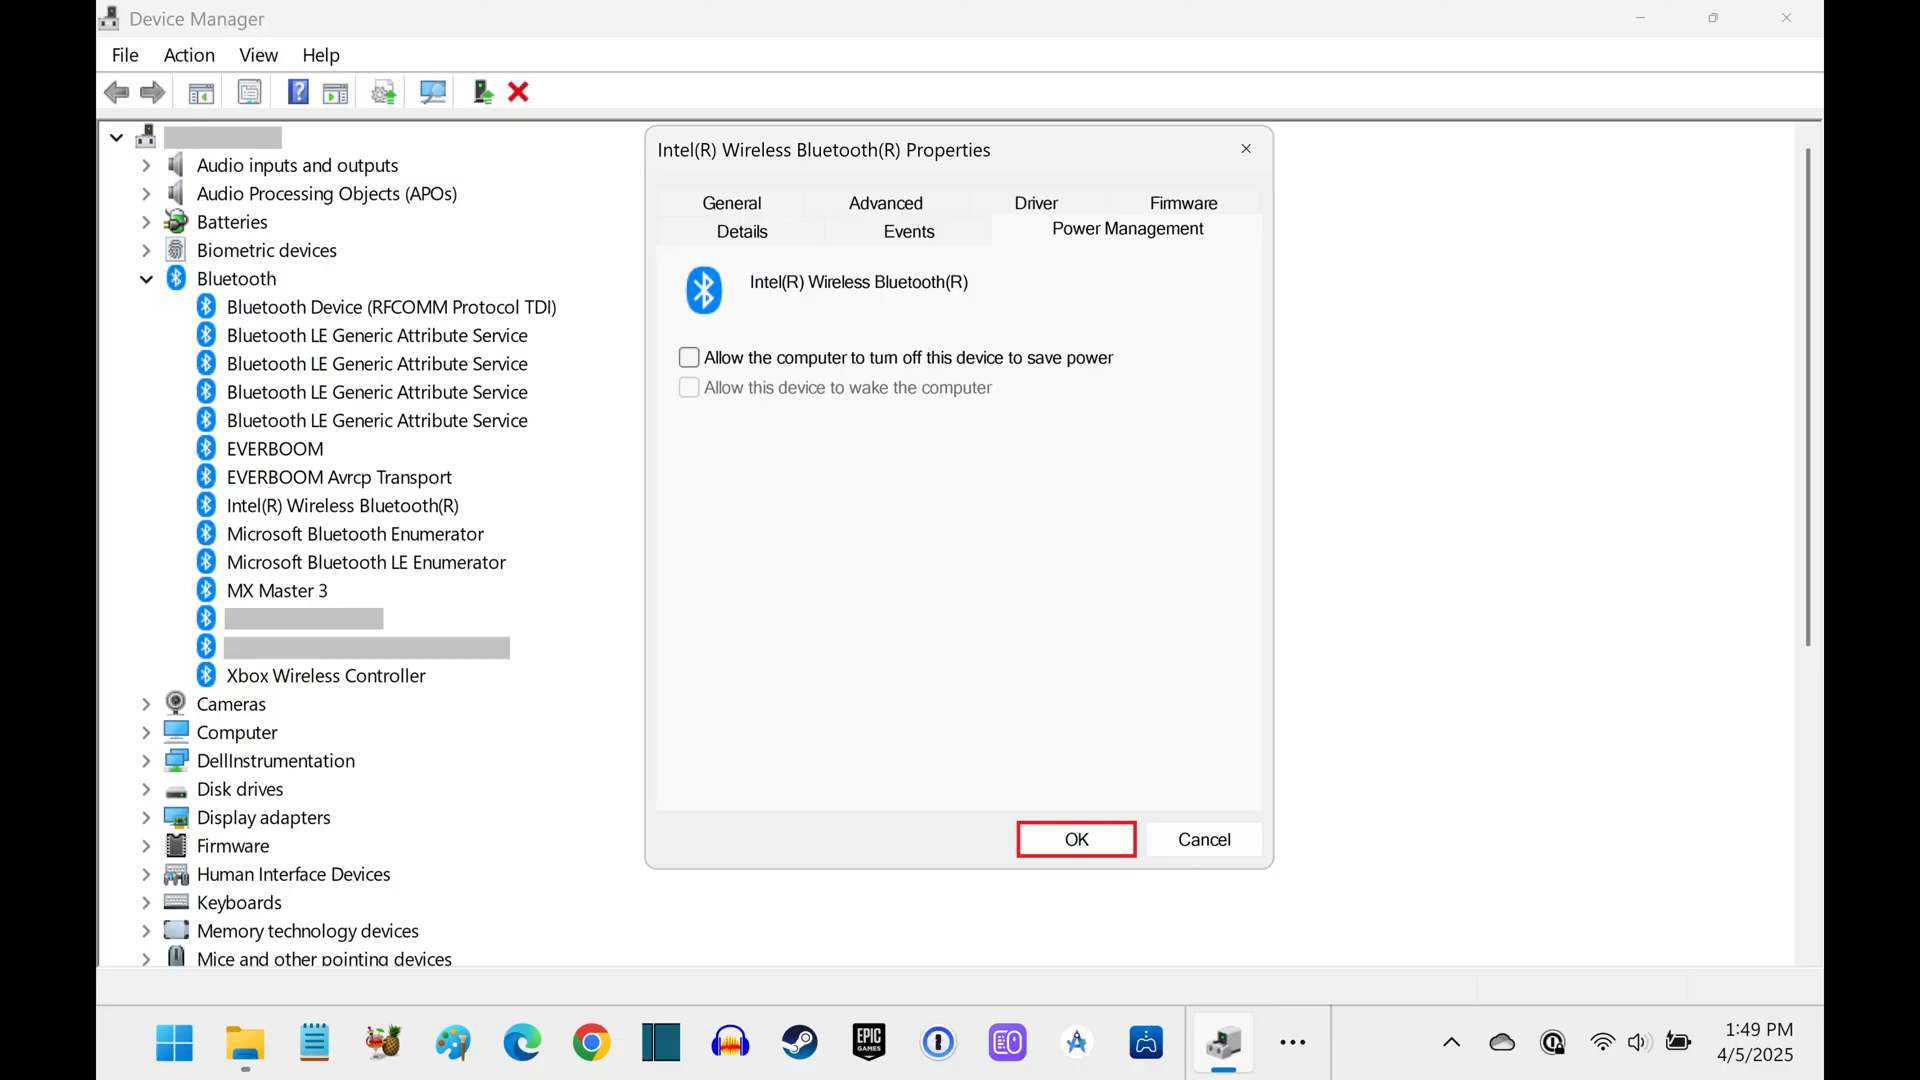 Device Manager
File Action View Help
Audio inputs and outputs
Audio Processing Objects (APOs)
Batteries
Biometric devices
Bluetooth
Bluetooth Device (RFCOMM Protocol TDI)
Bluetooth LE Generic Attribute Service
Bluetooth LE Generic Attribute Service
Bluetooth LE Generic Attribute Service
Bluetooth LE Generic Attribute Service
EVERBOOM
EVERBOOM Avrcp Transport
Intel(R) Wireless Bluetooth(R)
Microsoft Bluetooth Enumerator
Microsoft Bluetooth LE Enumerator
MX Master 3
Xbox Wireless Controller
Cameras
Computer
DellInstrumentation
Disk drives
Display adapters
Firmware
Human Interface Devices
Keyboards
Memory technology devices
Mice and other pointing devices
Intel(R) Wireless Bluetooth(R) Properties
General Advanced Driver Firmware
Details Events Power Management
Intel(R) Wireless Bluetooth(R)
Allow the computer to turn off this device to save power
Allow this device to wake the computer
OK Cancel
EPIC
GAMES
1:49 PM
4/5/2025